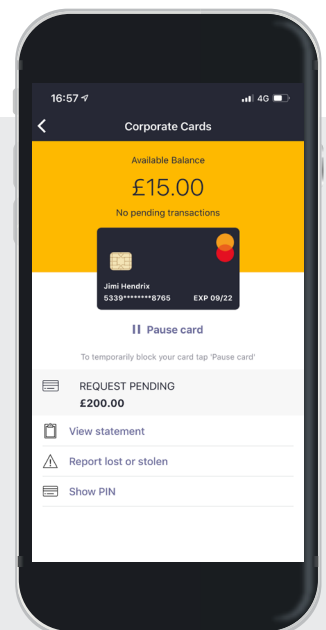 16:57
4G
Corporate Cards
Available Balance
£15.00
No pending transactions
Jimi Hendrix
5339********8765 EXP 09/22
Pause card
To temporarily block your card tap 'Pause card'
REQUEST PENDING
£200.00
View statement
Report lost or stolen
Show PIN